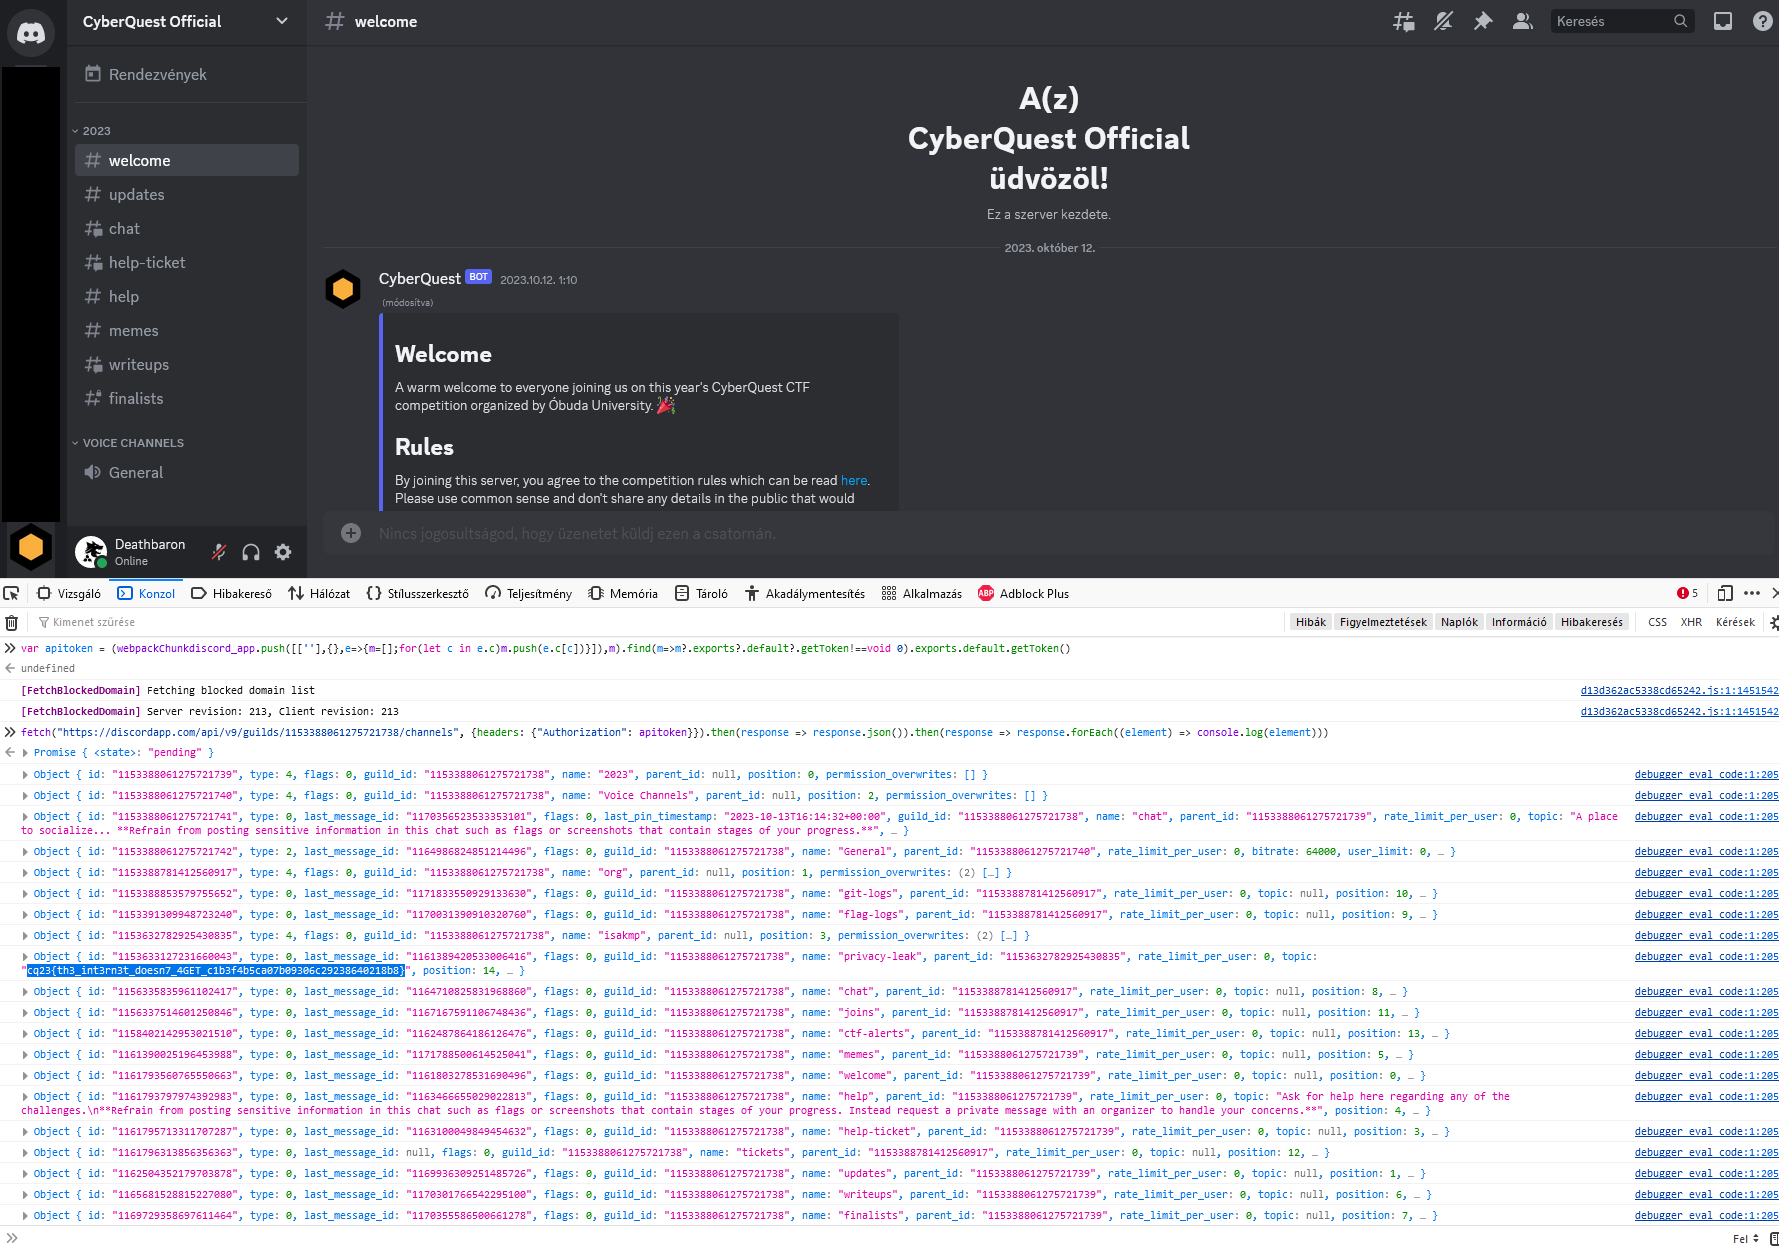 CyberQuest Official
welcome
Keresés
Rendezvények
2023
welcome
updates
chat
help-ticket
help
memes
writeups
finalists
VOICE CHANNELS
General
Deathbaron
Online
A(z)
CyberQuest Official
üdvözöl!
Ez a szerver kezdete.
2023. október 12.
CyberQuest BOT 2023.10.12. 1:10
(módosítva)
Welcome
A warm welcome to everyone joining us on this year's CyberQuest CTF
competition organized by Óbuda University. 🎉
Rules
By joining this server, you agree to the competition rules which can be read here.
Please use common sense and don't share any details in the public that would
Nincs jogosultságod, hogy üzenetet küldj ezen a csatornán.
Vizsgáló Konzol Hibakereső Hálózat Stílusszerkesztő Teljesítmény Memória Tároló Akadálymentesítés Alkalmazás ABP Adblock Plus 5
Kimenet szűrése Hibák Figyelmeztetések Naplók Információ Hibakeresés CSS XHR Kérések
var apitoken = (webpackChunkdiscord_app.push([[''],{},e=>{m=[];for(let c in e.c)m.push(e.c[c])}]),m).find(m=>m?.exports?.default?.getToken!==void 0).exports.default.getToken()
undefined
[FetchBlockedDomain] Fetching blocked domain list d13d362ac5338cd65242.js:1:1451542
[FetchBlockedDomain] Server revision: 213, Client revision: 213 d13d362ac5338cd65242.js:1:1451542
fetch("https://discordapp.com/api/v9/guilds/1153388061275721738/channels", {headers: {"Authorization": apitoken}}).then(response => response.json()).then(response => response.forEach((element) => console.log(element)))
Promise { <state>: "pending" }
Object { id: "1153388061275721739", type: 4, flags: 0, guild_id: "1153388061275721738", name: "2023", parent_id: null, position: 0, permission_overwrites: [] } debugger eval code:1:205
Object { id: "1153388061275721740", type: 4, flags: 0, guild_id: "1153388061275721738", name: "Voice Channels", parent_id: null, position: 2, permission_overwrites: [] } debugger eval code:1:205
Object { id: "1153388061275721741", type: 0, last_message_id: "1170356523533353101", flags: 0, last_pin_timestamp: "2023-10-13T16:14:32+00:00", guild_id: "1153388061275721738", name: "chat", parent_id: "1153388061275721739", rate_limit_per_user: 0, topic: "A place debugger eval code:1:205
to socialize... **Refrain from posting sensitive information in this chat such as flags or screenshots that contain stages of your progress.**", … }
Object { id: "1153388061275721742", type: 2, last_message_id: "1164986824851214496", flags: 0, guild_id: "1153388061275721738", name: "General", parent_id: "1153388061275721740", rate_limit_per_user: 0, bitrate: 64000, user_limit: 0, … } debugger eval code:1:205
Object { id: "1153388781412560917", type: 4, flags: 0, guild_id: "1153388061275721738", name: "org", parent_id: null, position: 1, permission_overwrites: (2) […] } debugger eval code:1:205
Object { id: "1153388853579755652", type: 0, last_message_id: "1171833550929133630", flags: 0, guild_id: "1153388061275721738", name: "git-logs", parent_id: "1153388781412560917", rate_limit_per_user: 0, topic: null, position: 10, … } debugger eval code:1:205
Object { id: "1153391309948723240", type: 0, last_message_id: "1170031390910320760", flags: 0, guild_id: "1153388061275721738", name: "flag-logs", parent_id: "1153388781412560917", rate_limit_per_user: 0, topic: null, position: 9, … } debugger eval code:1:205
Object { id: "1153632782925430835", type: 4, flags: 0, guild_id: "1153388061275721738", name: "isakmp", parent_id: null, position: 3, permission_overwrites: (2) […] } debugger eval code:1:205
Object { id: "1153633127231660043", type: 0, last_message_id: "1161389420533006416", flags: 0, guild_id: "1153388061275721738", name: "privacy-leak", parent_id: "1153632782925430835", rate_limit_per_user: 0, topic: debugger eval code:1:205
"cq23{th3_int3rn3t_doesn7_4GET_c1b3f4b5ca07b09306c29238640218b8}", position: 14, … }
Object { id: "1156335835961102417", type: 0, last_message_id: "1164710825831968860", flags: 0, guild_id: "1153388061275721738", name: "chat", parent_id: "1153388781412560917", rate_limit_per_user: 0, topic: null, position: 8, … } debugger eval code:1:205
Object { id: "1156337514601250846", type: 0, last_message_id: "1171671591106748436", flags: 0, guild_id: "1153388061275721738", name: "joins", parent_id: "1153388781412560917", rate_limit_per_user: 0, topic: null, position: 11, … } debugger eval code:1:205
Object { id: "1158402142953021510", type: 0, last_message_id: "1162487864186126476", flags: 0, guild_id: "1153388061275721738", name: "ctf-alerts", parent_id: "1153388781412560917", rate_limit_per_user: 0, topic: null, position: 13, … } debugger eval code:1:205
Object { id: "1161390025196453988", type: 0, last_message_id: "1171788500614525041", flags: 0, guild_id: "1153388061275721738", name: "memes", parent_id: "1153388061275721739", rate_limit_per_user: 0, topic: null, position: 5, … } debugger eval code:1:205
Object { id: "1161793560765550663", type: 0, last_message_id: "1161803278531690496", flags: 0, guild_id: "1153388061275721738", name: "welcome", parent_id: "1153388061275721739", rate_limit_per_user: 0, topic: null, position: 0, … } debugger eval code:1:205
Object { id: "1161793797974392983", type: 0, last_message_id: "1163466655029022813", flags: 0, guild_id: "1153388061275721738", name: "help", parent_id: "1153388061275721739", rate_limit_per_user: 0, topic: "Ask for help here regarding any of the debugger eval code:1:205
challenges.\n**Refrain from posting sensitive information in this chat such as flags or screenshots that contain stages of your progress. Instead request a private message with an organizer to handle your concerns.**", position: 4, … }
Object { id: "1161795713311707287", type: 0, last_message_id: "1163100049849454632", flags: 0, guild_id: "1153388061275721738", name: "help-ticket", parent_id: "1153388061275721739", rate_limit_per_user: 0, topic: null, position: 3, … } debugger eval code:1:205
Object { id: "1161796313856356363", type: 0, last_message_id: null, flags: 0, guild_id: "1153388061275721738", name: "tickets", parent_id: "1153388781412560917", rate_limit_per_user: 0, topic: null, position: 12, … } debugger eval code:1:205
Object { id: "1162504352179703878", type: 0, last_message_id: "1169936309251485726", flags: 0, guild_id: "1153388061275721738", name: "updates", parent_id: "1153388061275721739", rate_limit_per_user: 0, topic: null, position: 1, … } debugger eval code:1:205
Object { id: "1165681528815227080", type: 0, last_message_id: "1170301766542295100", flags: 0, guild_id: "1153388061275721738", name: "writeups", parent_id: "1153388061275721739", rate_limit_per_user: 0, topic: null, position: 6, … } debugger eval code:1:205
Object { id: "1169729358697611464", type: 0, last_message_id: "1170355586500661278", flags: 0, guild_id: "1153388061275721738", name: "finalists", parent_id: "1153388061275721739", rate_limit_per_user: 0, topic: null, position: 7, … } debugger eval code:1:205
Fel